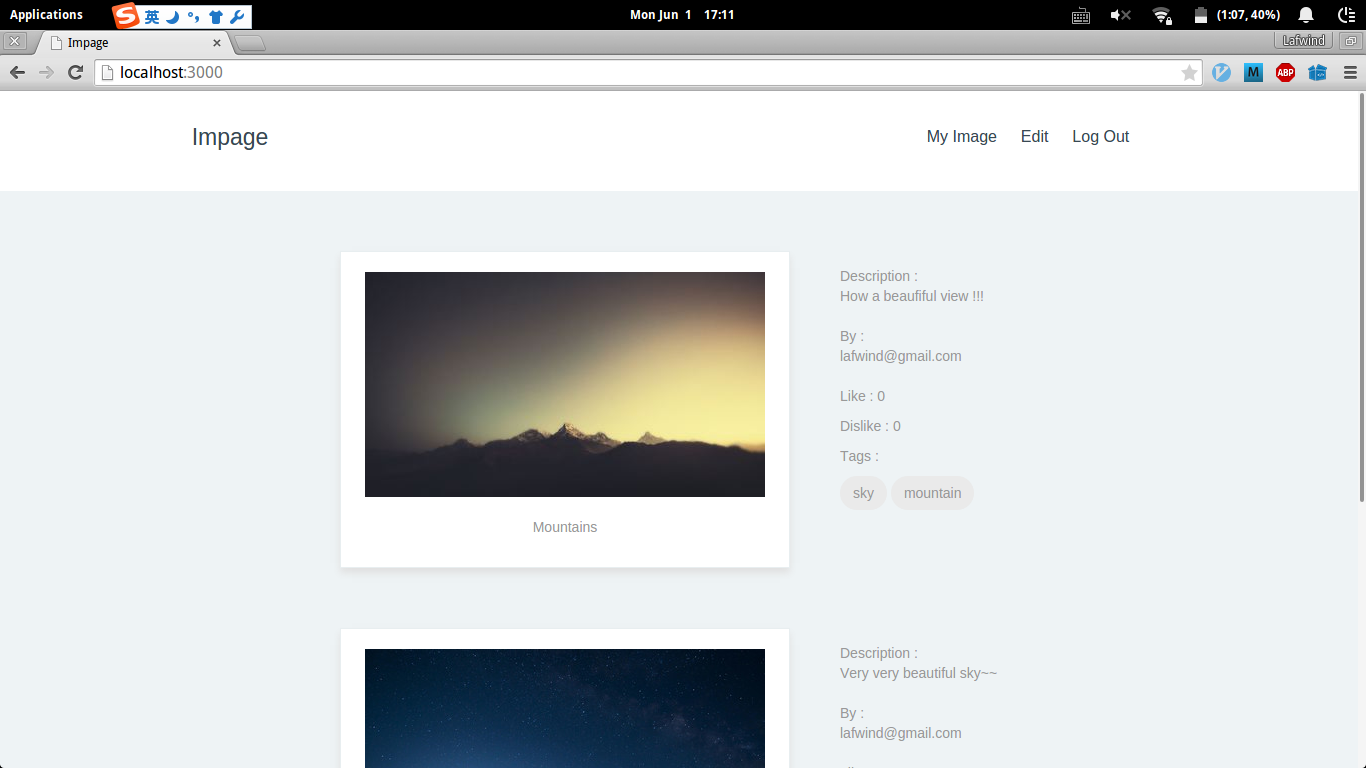 Applications
S 英
Mon Jun 1 17:11
(1:07, 40%)
Impage
Lafwind
localhost:3000
M
ABP
Impage
My Image Edit Log Out
Description :
How a beaufiful view !!!
By :
lafwind@gmail.com
Like : 0
Dislike : 0
Tags :
sky mountain
Mountains
Description :
Very very beautiful sky~~
By :
lafwind@gmail.com